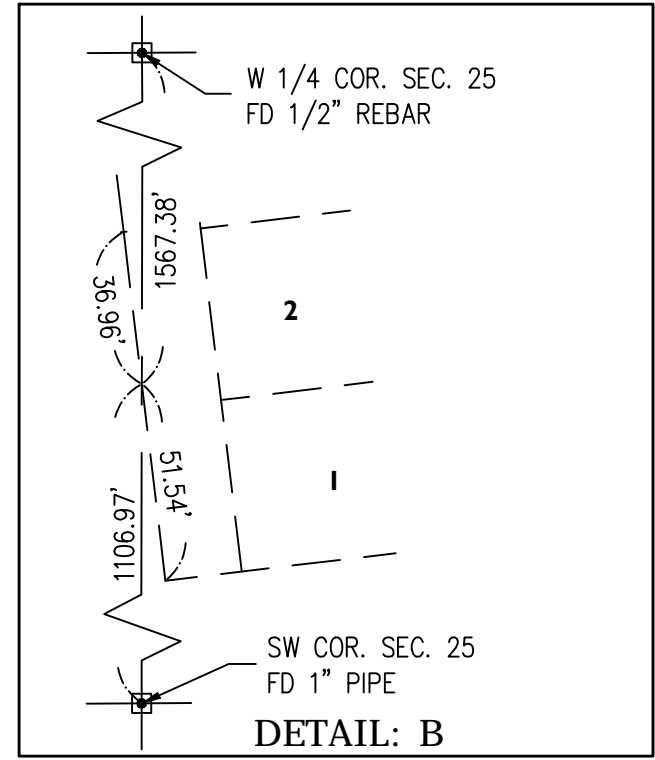 W 1/4 COR. SEC. 25
FD 1/2" REBAR
1567.38'
36.96'
2
51.54'
1
1106.97'
SW COR. SEC. 25
FD 1" PIPE
DETAIL: B